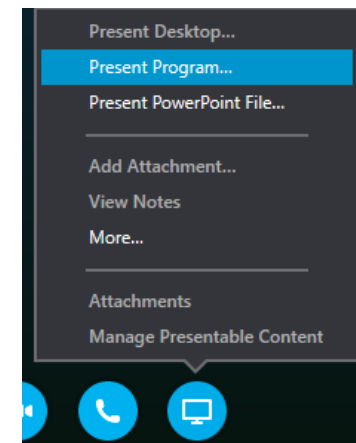 Present Desktop...
Present Program...
Present PowerPoint File...
Add Attachment...
View Notes
More...
Attachments
Manage Presentable Content